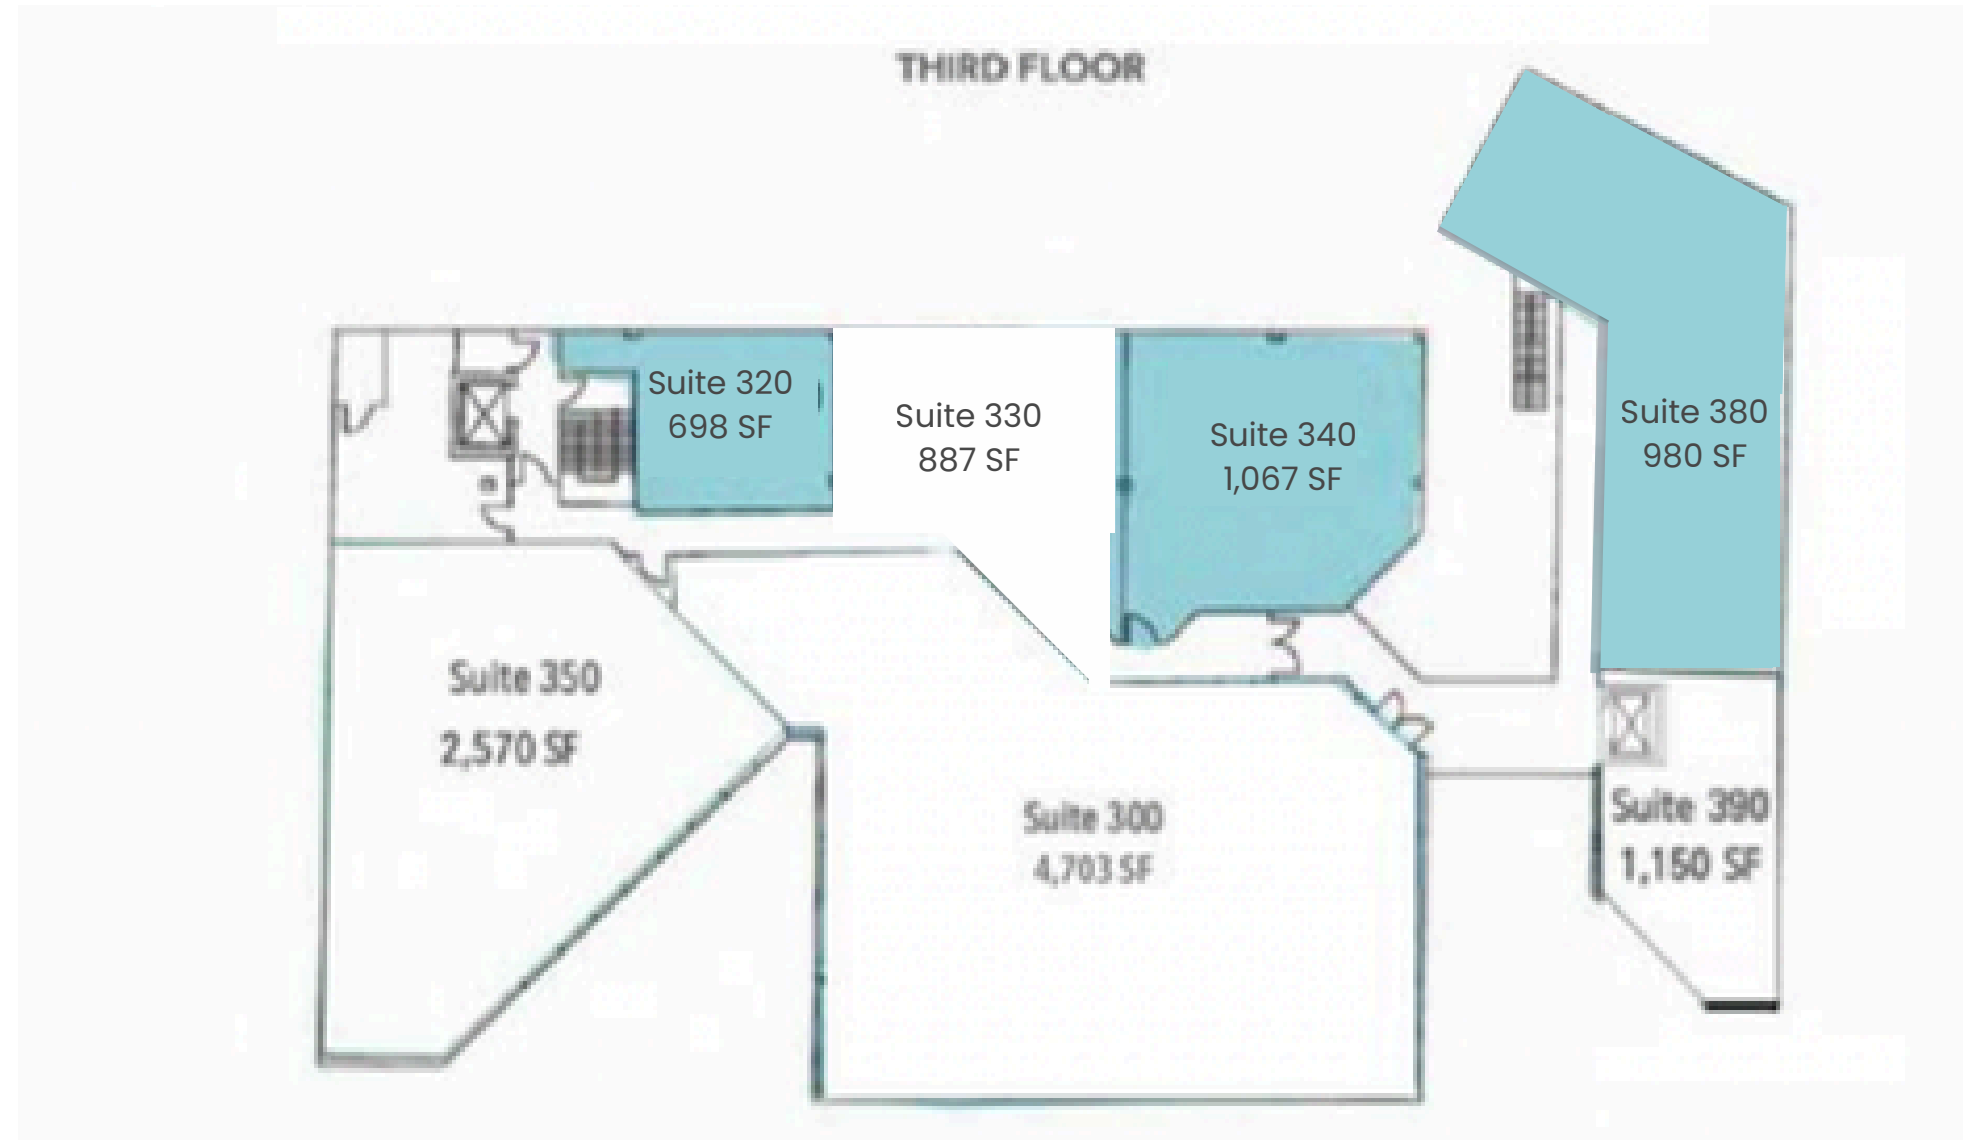 THIRD FLOOR
Suite 320
698 SF
Suite 330
887 SF
Suite 340
1,067 SF
Suite 380
980 SF
Suite 350
2,570 SF
Suite 300
4,703 SF
Suite 390
1,150 SF